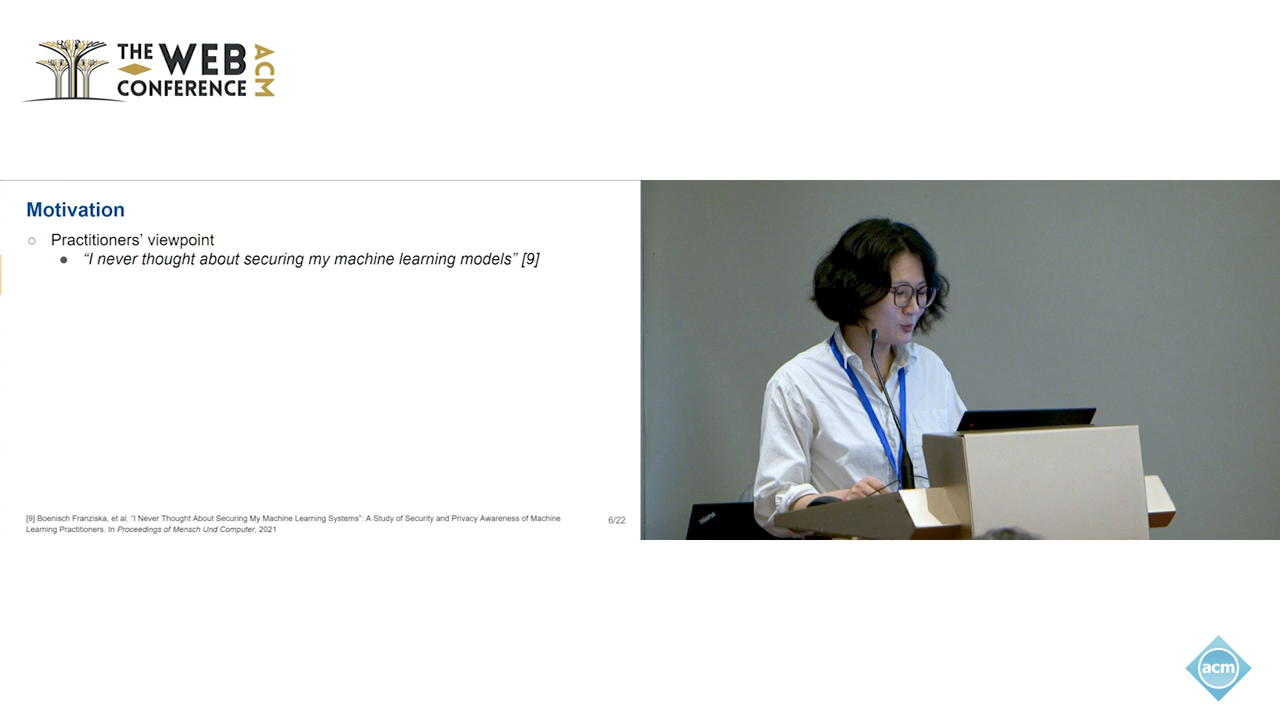 THE WEB
CONFERENCE
ACM
Motivation
Practitioners’ viewpoint
“I never thought about securing my machine learning models” [9]
[9] Boenisch Franziska, et al. “I Never Thought About Securing My Machine Learning Systems”: A Study of Security and Privacy Awareness of Machine
Learning Practitioners. In Proceedings of Mensch Und Computer, 2021
6/22
ThinkPad
acm